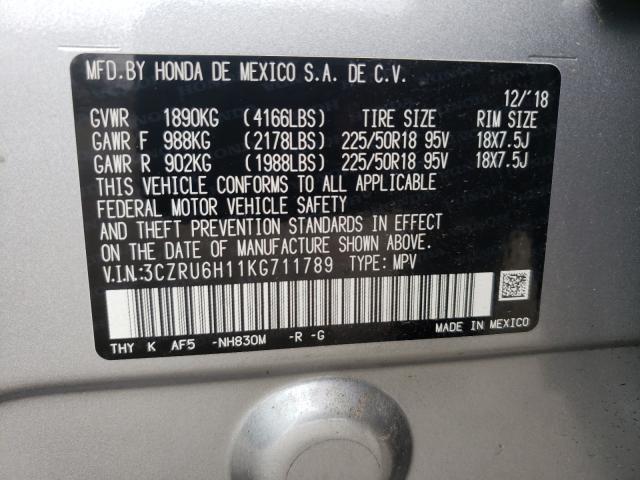 MFD.BY HONDA DE MEXICO S.A. DE C.V.
12/'18
GVWR 1890KG (4166LBS) TIRE SIZE RIM SIZE
GAWR F 988KG (2178LBS) 225/50R18 95V 18X7.5J
GAWR R 902KG (1988LBS) 225/50R18 95V 18X7.5J
THIS VEHICLE CONFORMS TO ALL APPLICABLE
FEDERAL MOTOR VEHICLE SAFETY
AND THEFT PREVENTION STANDARDS IN EFFECT
ON THE DATE OF MANUFACTURE SHOWN ABOVE.
V.I.N.:3CZRU6H11KG711789 TYPE: MPV
THY K AF5 -NH830M -R -G
MADE IN MEXICO